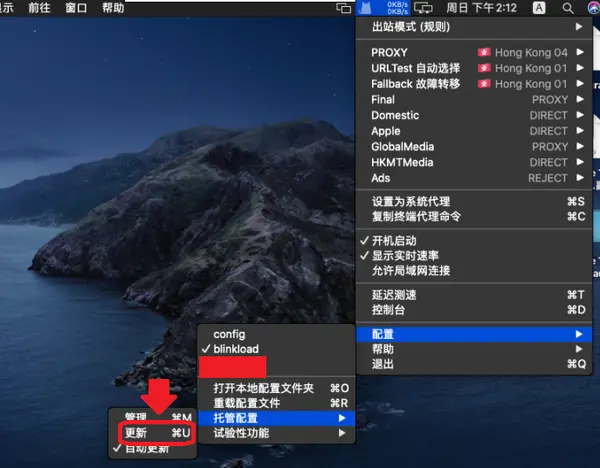 示 前往 窗口 帮助
0KB/s
0KB/s
周日 下午2:12 A
出站模式 (规则)
PROXY Hong Kong 04
URLTest 自动选择 Hong Kong 01
Fallback 故障转移 Hong Kong 01
Final PROXY
Domestic DIRECT
Apple DIRECT
GlobalMedia PROXY
HKMTMedia DIRECT
Ads REJECT
设置为系统代理 ⌘S
复制终端代理命令 ⌘C
✓ 开机启动
✓ 显示实时速率
允许局域网连接
延迟测速 ⌘T
控制台 ⌘D
配置
帮助
退出 ⌘Q
config
✓ blinkload
打开本地配置文件夹 ⌘O
重载配置文件 ⌘R
托管配置
试验性功能
管理 ⌘M
更新 ⌘U
✓ 自动更新